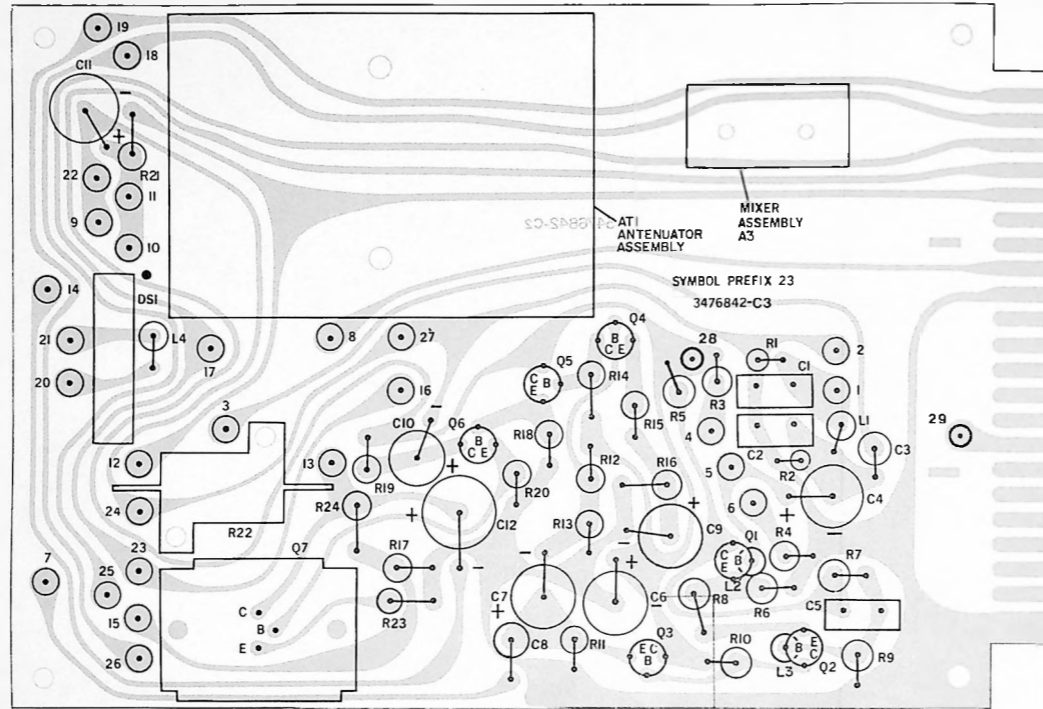 19
18
C11
-
+
R21
22
11
9
10
14
DS1
21
L4
17
20
3
12
24
R22
23
7
25
15
26
Q7
C
B
E
3476842-C2
AT1
ANTENUATOR
ASSEMBLY
MIXER
ASSEMBLY
A3
SYMBOL PREFIX 23
3476842-C3
8
27
16
13
R19
C10
-
+
Q6
B
C E
R24
+
C12
-
R17
R23
Q5
C B
E
Q4
B
C E
R14
R18
R20
R12
R13
R15
R16
R5
28
R3
R1
C1
2
1
4
C2
L1
C3
5
R2
6
C4
+
-
29
C9
+
-
C7
-
+
C8
R11
+
C6
-
Q3
E C
B
R8
Q1
C
B
E
L2
R4
R6
R7
C5
R10
L3
E
B
C
Q2
R9